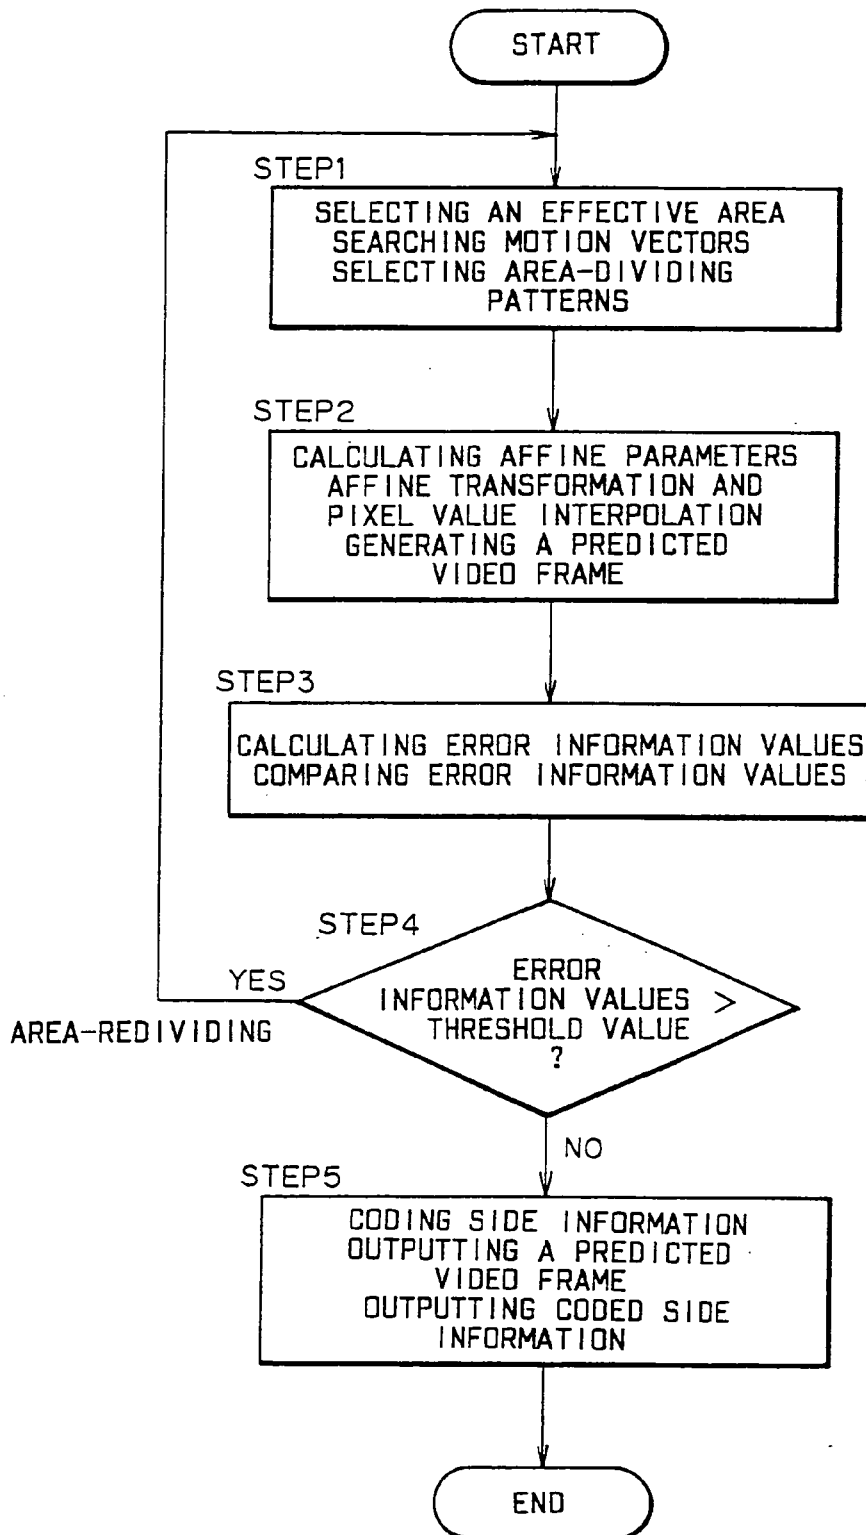 START
STEP1
SELECTING AN EFFECTIVE AREA
SEARCHING MOTION VECTORS
SELECTING AREA-DIVIDING
PATTERNS
STEP2
CALCULATING AFFINE PARAMETERS
AFFINE TRANSFORMATION AND
PIXEL VALUE INTERPOLATION
GENERATING A PREDICTED
VIDEO FRAME
STEP3
CALCULATING ERROR INFORMATION VALUES
COMPARING ERROR INFORMATION VALUES
STEP4
ERROR
INFORMATION VALUES >
THRESHOLD VALUE
?
YES
AREA-REDIVIDING
NO
STEP5
CODING SIDE INFORMATION
OUTPUTTING A PREDICTED
VIDEO FRAME
OUTPUTTING CODED SIDE
INFORMATION
END